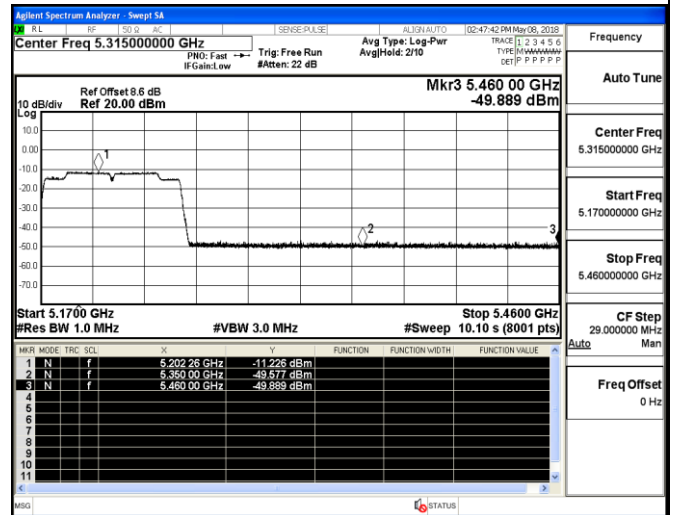 Agilent Spectrum Analyzer - Swept SA
RL RF 50 Ω AC SENSE:PULSE ALIGNAUTO 02:47:42 PM May 08, 2018
Center Freq 5.315000000 GHz
PNO: Fast
IFGain:Low
Trig: Free Run
#Atten: 22 dB
Avg Type: Log-Pwr
Avg|Hold: 2/10
TRACE 1 2 3 4 5 6
TYPE M
DET P P P P P P
Ref Offset 8.6 dB
10 dB/div Ref 20.00 dBm
Log
Mkr3 5.460 00 GHz
-49.889 dBm
10.0
0.00
-10.0
-20.0
-30.0
-40.0
-50.0
-60.0
-70.0
1
2
3
Start 5.1700 GHz Stop 5.4600 GHz
#Res BW 1.0 MHz #VBW 3.0 MHz #Sweep 10.10 s (8001 pts)
MKR MODE TRC SCL X Y FUNCTION FUNCTION WIDTH FUNCTION VALUE
1 N f 5.202 26 GHz -11.226 dBm
2 N f 5.350 00 GHz -49.577 dBm
3 N f 5.460 00 GHz -49.889 dBm
4
5
6
7
8
9
10
11
MSG STATUS
Frequency
Auto Tune
Center Freq
5.315000000 GHz
Start Freq
5.170000000 GHz
Stop Freq
5.460000000 GHz
CF Step
29.000000 MHz
Auto Man
Freq Offset
0 Hz